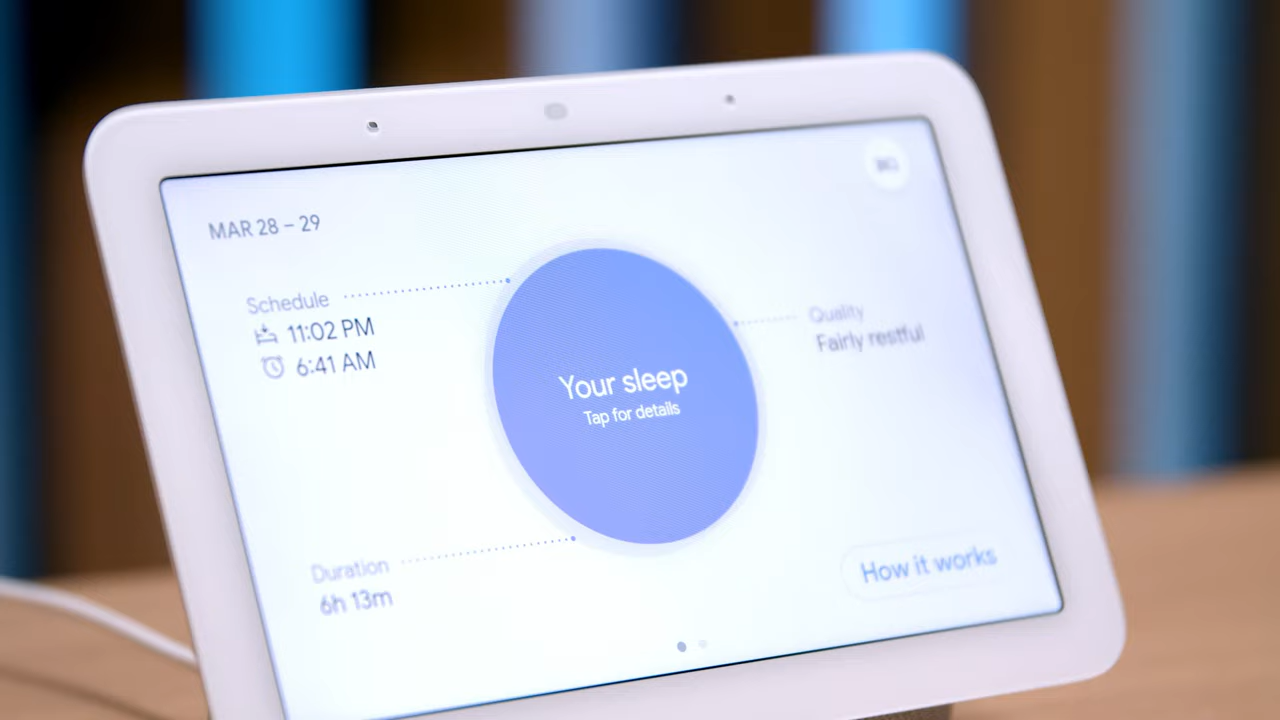 MAR 28 – 29
Schedule
11:02 PM
6:41 AM
Quality
Fairly restful
Your sleep
Tap for details
Duration
6h 13m
How it works